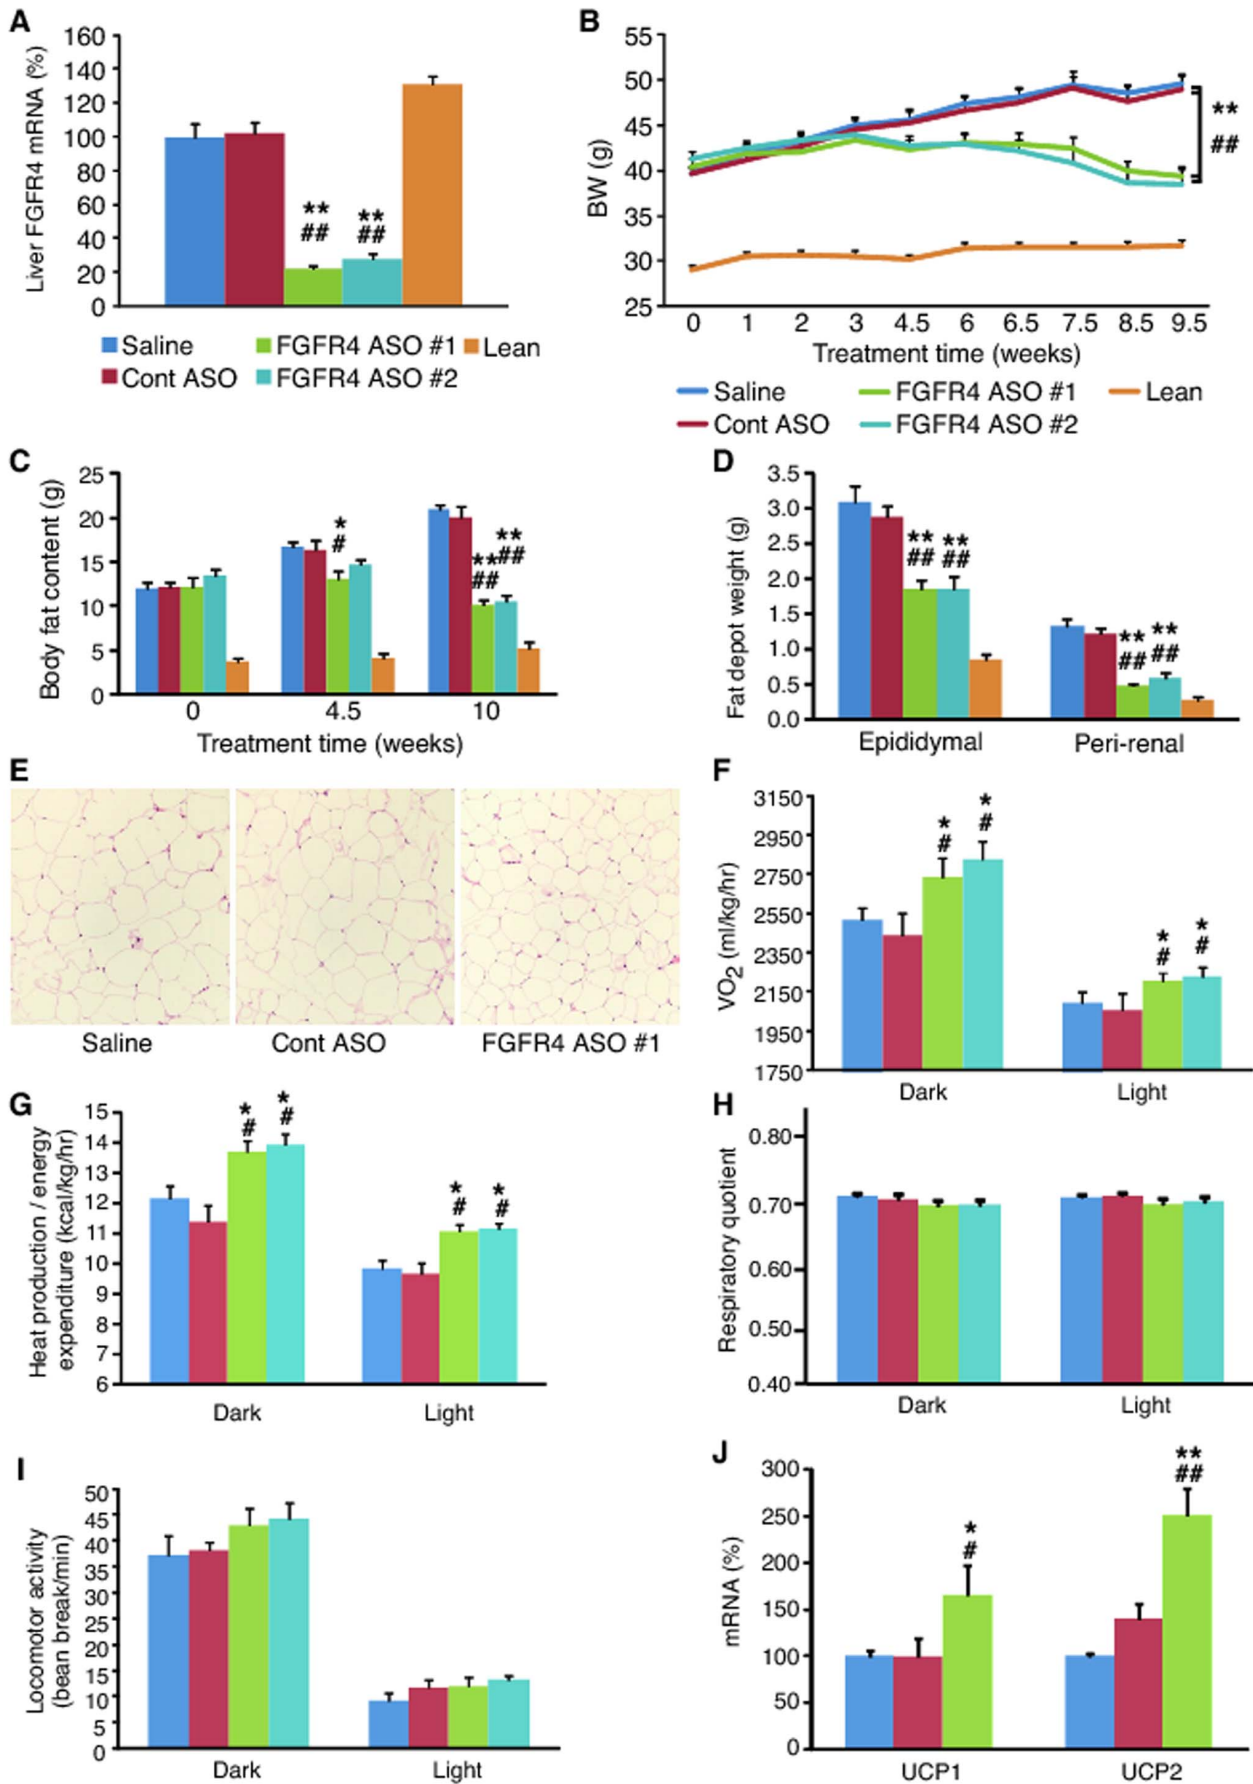 A
Liver FGFR4 mRNA (%)
160
140
120
100
80
60
40
20
0
**
##
**
##
Saline
FGFR4 ASO #1
Lean
Cont ASO
FGFR4 ASO #2
B
BW (g)
55
50
45
40
35
30
25
**
##
0 1 2 3 4.5 6 6.5 7.5 8.5 9.5
Treatment time (weeks)
Saline
FGFR4 ASO #1
Lean
Cont ASO
FGFR4 ASO #2
C
Body fat content (g)
25
20
15
10
5
0
*
#
**
##
**
##
0 4.5 10
Treatment time (weeks)
D
Fat depot weight (g)
3.5
3.0
2.5
2.0
1.5
1.0
0.5
0.0
**
##
**
##
**
##
**
##
Epididymal Peri-renal
E
Saline Cont ASO FGFR4 ASO #1
F
VO2 (ml/kg/hr)
3150
2950
2750
2550
2350
2150
1950
1750
*
#
*
#
*
#
*
#
Dark Light
G
Heat production / energy
expenditure (kcal/kg/hr)
15
14
13
12
11
10
9
8
7
6
*
#
*
#
*
#
*
#
Dark Light
H
Respiratory quotient
0.80
0.70
0.60
0.50
0.40
Dark Light
I
Locomotor activity
(bean break/min)
50
45
40
35
30
25
20
15
10
5
0
Dark Light
J
mRNA (%)
300
250
200
150
100
50
0
*
#
**
##
UCP1 UCP2